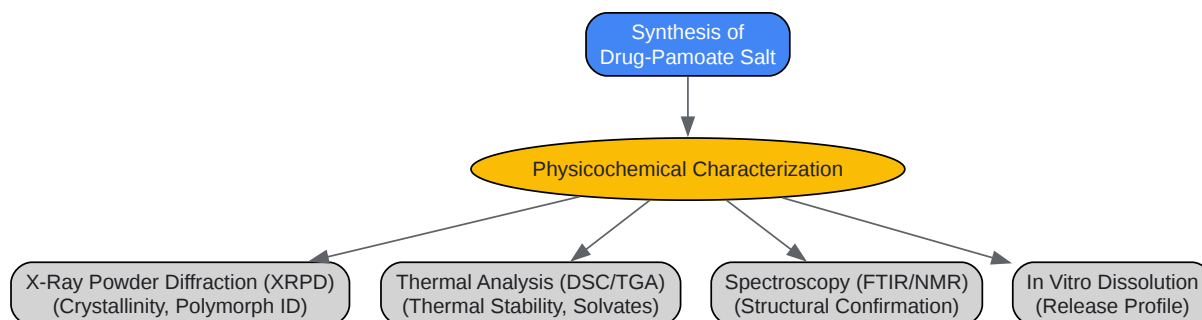 Synthesis of
Drug-Pamoate Salt
Physicochemical Characterization
X-Ray Powder Diffraction (XRPD)
(Crystallinity, Polymorph ID)
Thermal Analysis (DSC/TGA)
(Thermal Stability, Solvates)
Spectroscopy (FTIR/NMR)
(Structural Confirmation)
In Vitro Dissolution
(Release Profile)